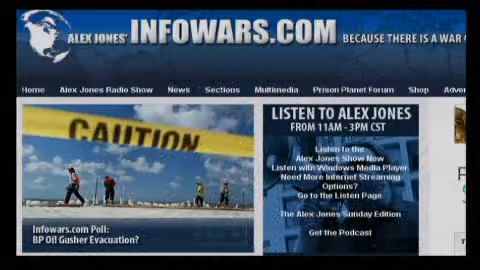 ALEX JONES' INFOWARS.COM BECAUSE THERE IS A WAR
Home Alex Jones Radio Show News Sections Multimedia Prison Planet Forum Shop
CAUTION
Infowars.com Poll:
BP Oil Gusher Evacuation?
LISTEN TO ALEX JONES
FROM 11AM - 3PM CST
Listen to the
Alex Jones Show Now
Listen with Windows Media Player
Need More Internet Streaming
Options?
Go to the Listen Page
The Alex Jones Sunday Edition
Get the Podcast